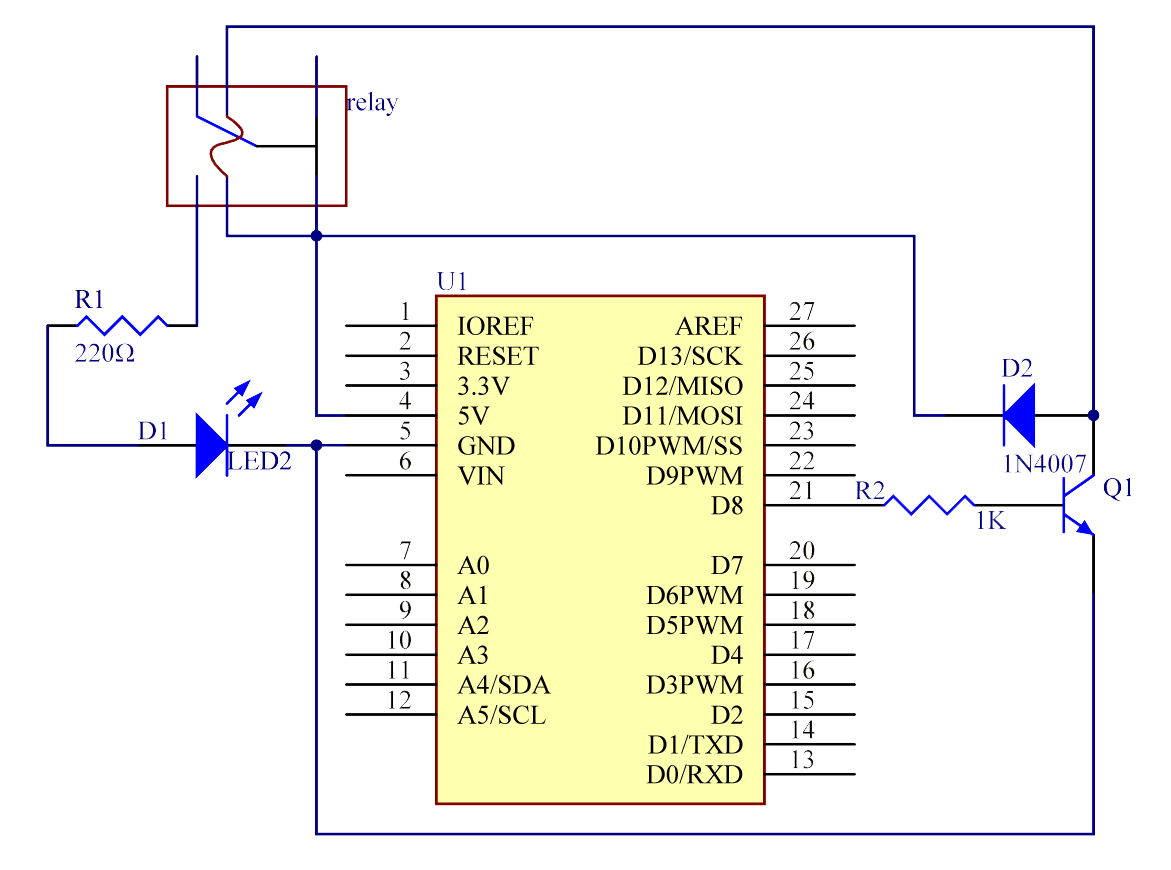 relay
U1
R1
220Ω
D1
LED2
1 IOREF
2 RESET
3 3.3V
4 5V
5 GND
6 VIN
7 A0
8 A1
9 A2
10 A3
11 A4/SDA
12 A5/SCL
AREF 27
D13/SCK 26
D12/MISO 25
D11/MOSI 24
D10PWM/SS 23
D9PWM 22
D8 21
D7 20
D6PWM 19
D5PWM 18
D4 17
D3PWM 16
D2 15
D1/TXD 14
D0/RXD 13
R2
1K
D2
1N4007
Q1